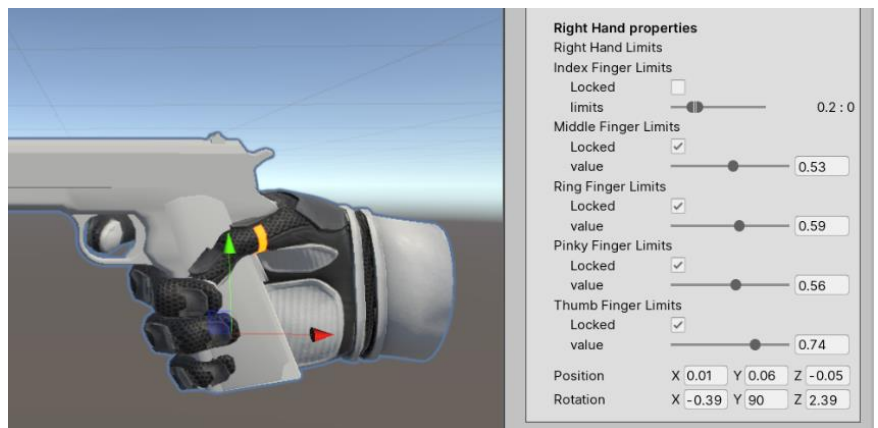 Right Hand properties
Right Hand Limits
Index Finger Limits
Locked
limits 0.2 : 0
Middle Finger Limits
Locked
value 0.53
Ring Finger Limits
Locked
value 0.59
Pinky Finger Limits
Locked
value 0.56
Thumb Finger Limits
Locked
value 0.74
Position X 0.01 Y 0.06 Z -0.05
Rotation X -0.39 Y 90 Z 2.39